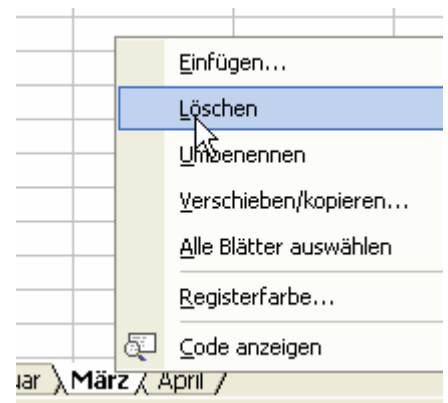 Einfügen...
Löschen
Umbenennen
Verschieben/kopieren...
Alle Blätter auswählen
Registerfarbe...
Code anzeigen
März April